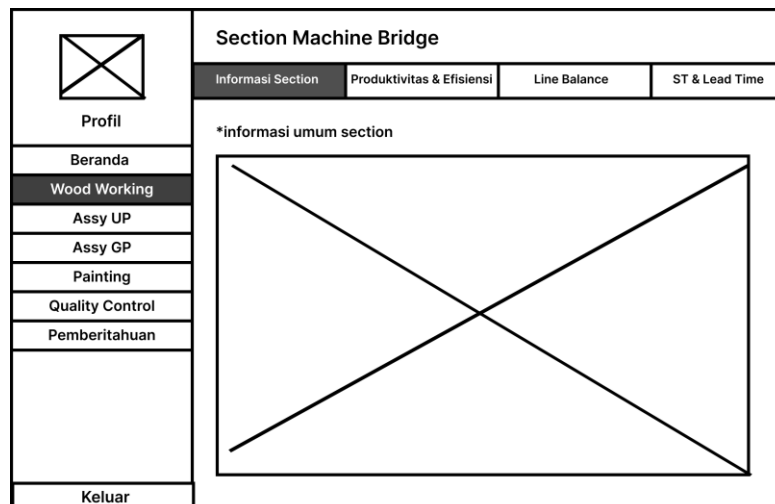 Section Machine Bridge
Informasi Section
Produktivitas & Efisiensi
Line Balance
ST & Lead Time
Profil
*informasi umum section
Beranda
Wood Working
Assy UP
Assy GP
Painting
Quality Control
Pemberitahuan
Keluar